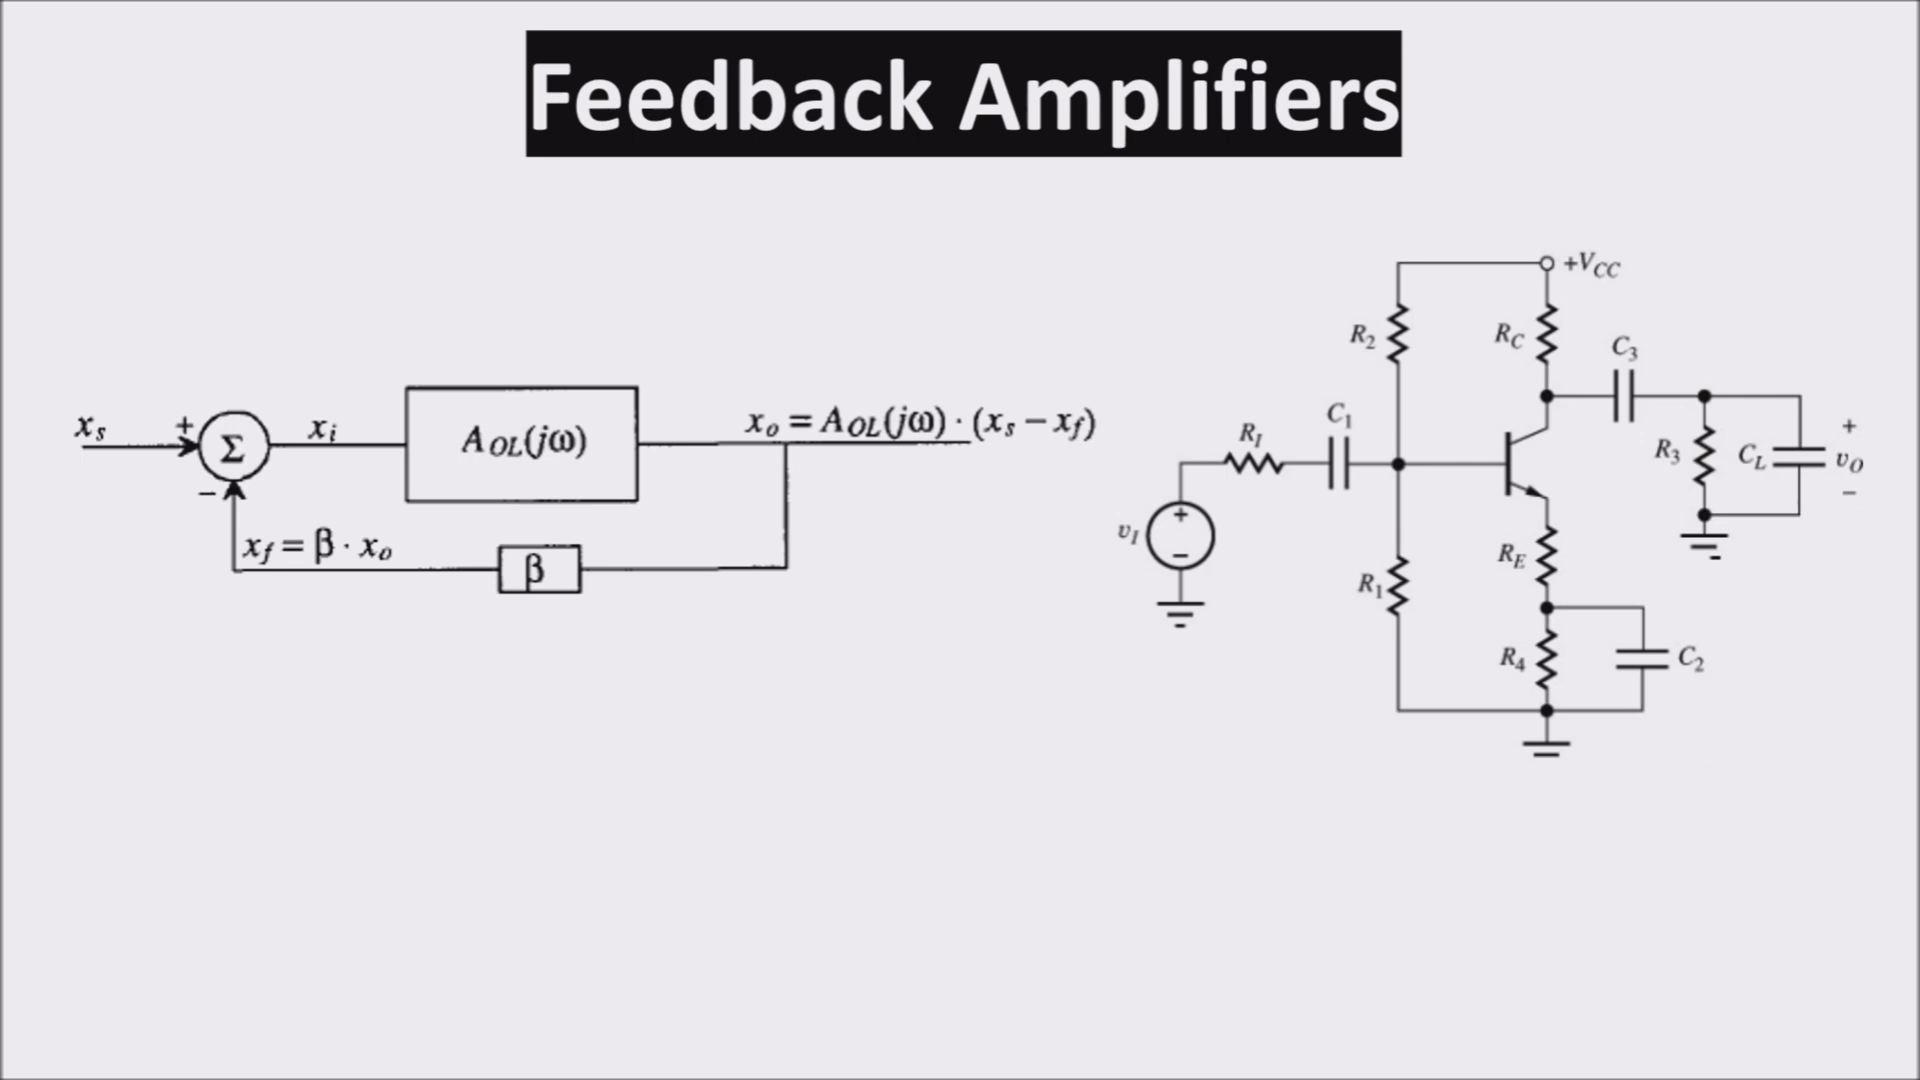 Feedback Amplifiers
x_s
+
Σ
−
x_i
A_OL(jω)
x_o = A_OL(jω) · (x_s − x_f)
x_f = β · x_o
β
+V_CC
R_2
R_C
C_3
R_I
C_1
R_3
C_L
+
v_O
−
v_I
+
−
R_1
R_E
R_4
C_2